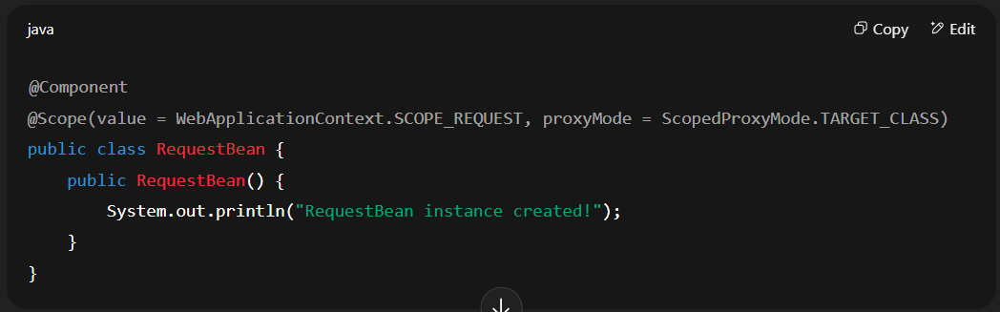 java
Copy
Edit
@Component
@Scope(value = WebApplicationContext.SCOPE_REQUEST, proxyMode = ScopedProxyMode.TARGET_CLASS)
public class RequestBean {
    public RequestBean() {
        System.out.println("RequestBean instance created!");
    }
}